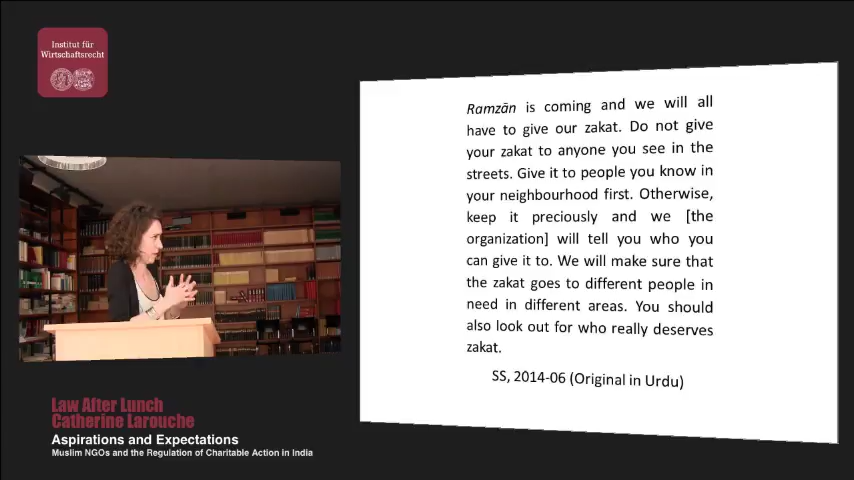 Institut für
Wirtschaftsrecht
Ramzān is coming and we will all
have to give our zakat. Do not give
your zakat to anyone you see in the
streets. Give it to people you know in
your neighbourhood first. Otherwise,
keep it preciously and we [the
organization] will tell you who you
can give it to. We will make sure that
the zakat goes to different people in
need in different areas. You should
also look out for who really deserves
zakat.
SS, 2014-06 (Original in Urdu)
Law After Lunch
Catherine Larouche
Aspirations and Expectations
Muslim NGOs and the Regulation of Charitable Action in India